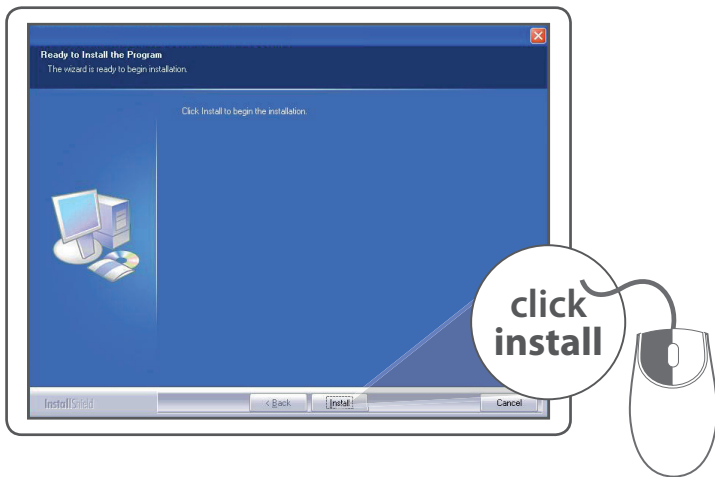 Ready to Install the Program
The wizard is ready to begin installation.
Click Install to begin the installation.
click
install
InstallShield
< Back
Install
Cancel